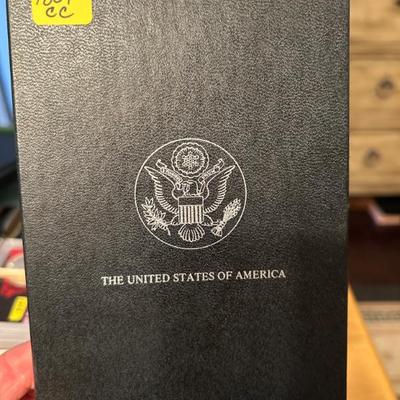 CC
THE UNITED STATES OF AMERICA